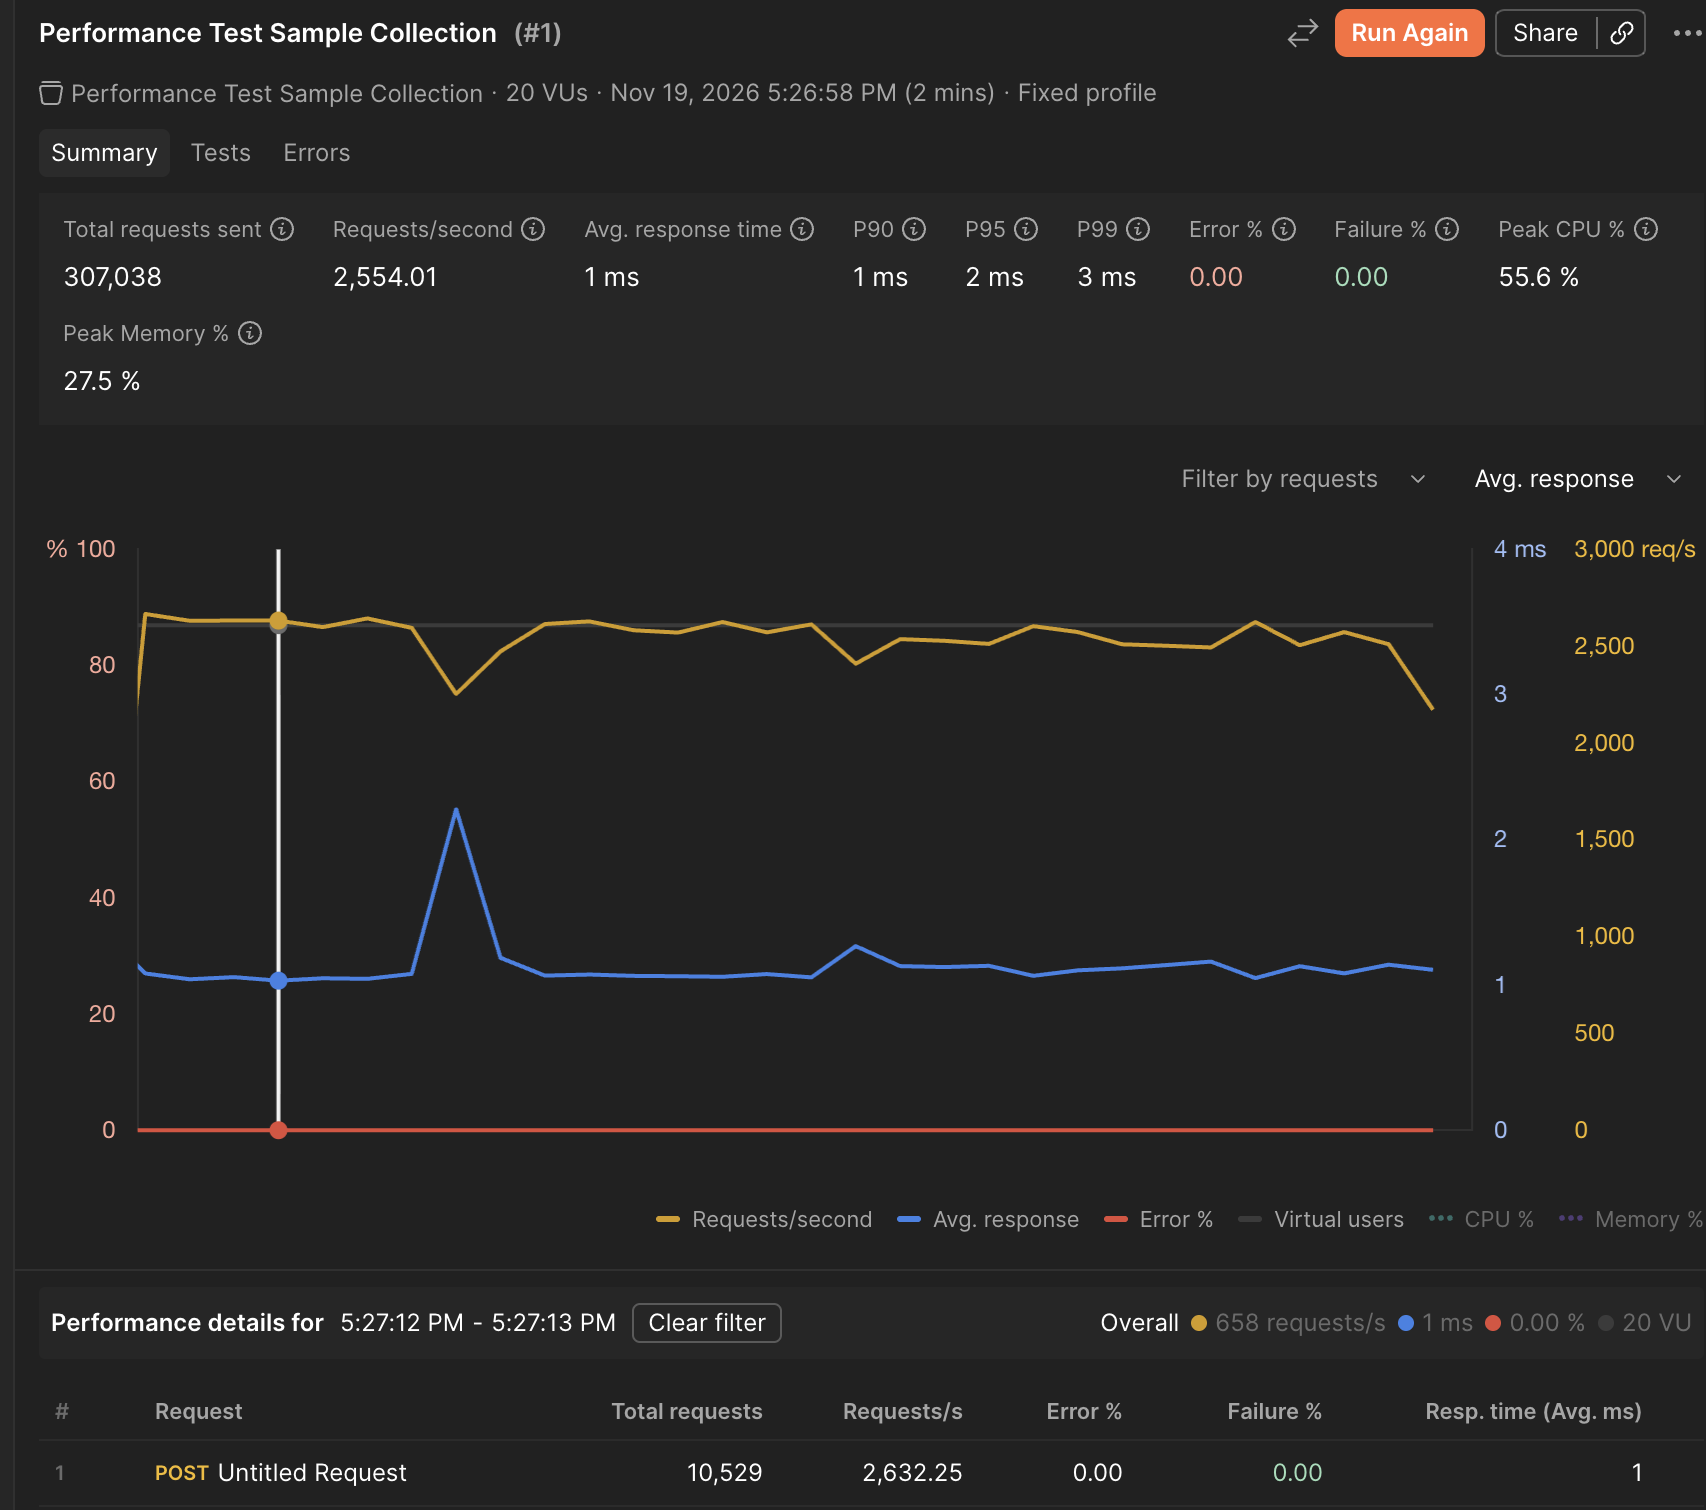 Performance Test Sample Collection (#1)
Run Again
Share
Performance Test Sample Collection · 20 VUs · Nov 19, 2026 5:26:58 PM (2 mins) · Fixed profile
Summary Tests Errors
Total requests sent Requests/second Avg. response time P90 P95 P99 Error % Failure % Peak CPU %
307,038 2,554.01 1 ms 1 ms 2 ms 3 ms 0.00 0.00 55.6 %
Peak Memory %
27.5 %
Filter by requests Avg. response
% 100
80
60
40
20
0
4 ms
3
2
1
0
3,000 req/s
2,500
2,000
1,500
1,000
500
0
Requests/second Avg. response Error % Virtual users CPU % Memory %
Performance details for 5:27:12 PM - 5:27:13 PM Clear filter
Overall 658 requests/s 1 ms 0.00 % 20 VU
# Request Total requests Requests/s Error % Failure % Resp. time (Avg. ms)
1 POST Untitled Request 10,529 2,632.25 0.00 0.00 1